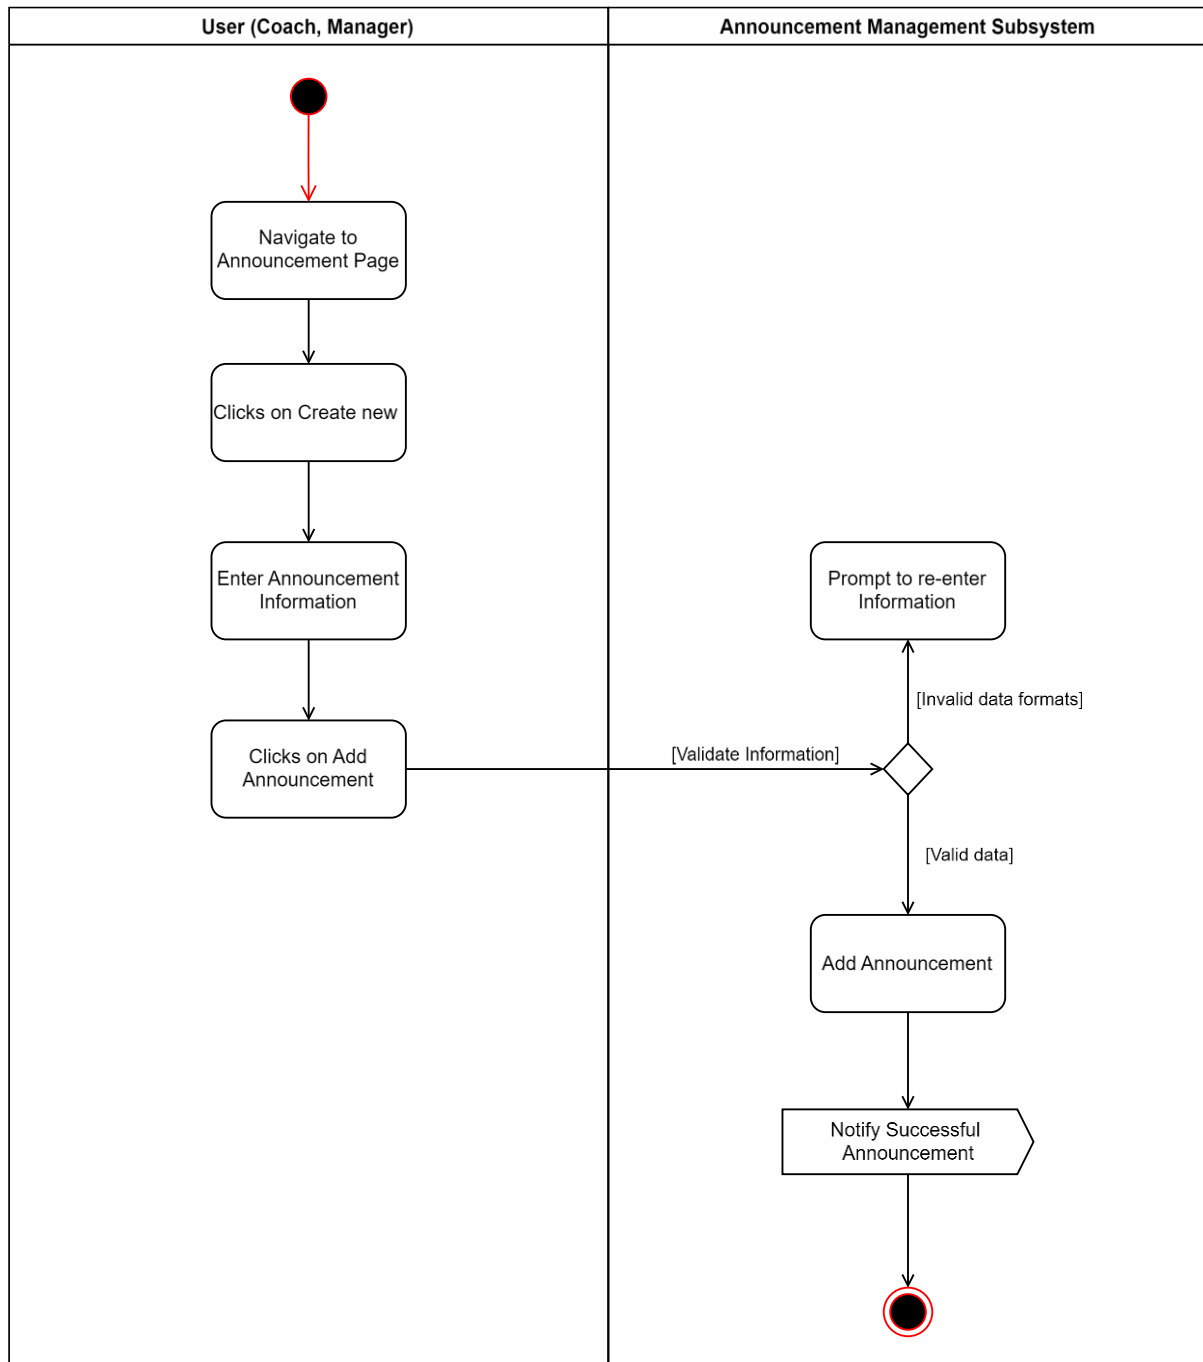 User (Coach, Manager)
Announcement Management Subsystem
Navigate to
Announcement Page
Clicks on Create new
Enter Announcement
Information
Prompt to re-enter
Information
[Invalid data formats]
Clicks on Add
Announcement
[Validate Information]
[Valid data]
Add Announcement
Notify Successful
Announcement